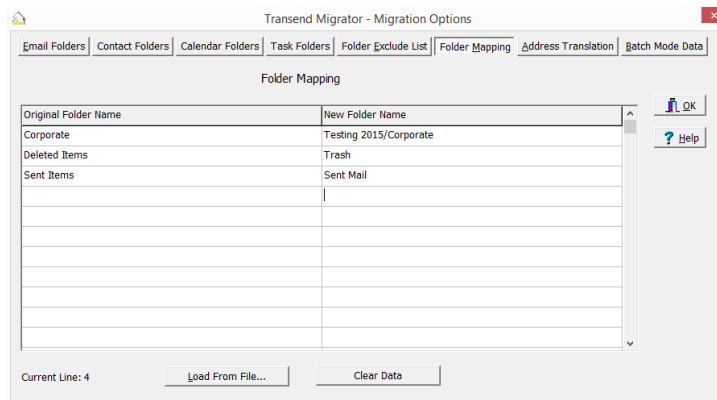 Transend Migrator - Migration Options
Email Folders Contact Folders Calendar Folders Task Folders Folder Exclude List Folder Mapping Address Translation Batch Mode Data
Folder Mapping
Original Folder Name New Folder Name
Corporate Testing 2015/Corporate
Deleted Items Trash
Sent Items Sent Mail
OK
Help
Current Line: 4 Load From File... Clear Data